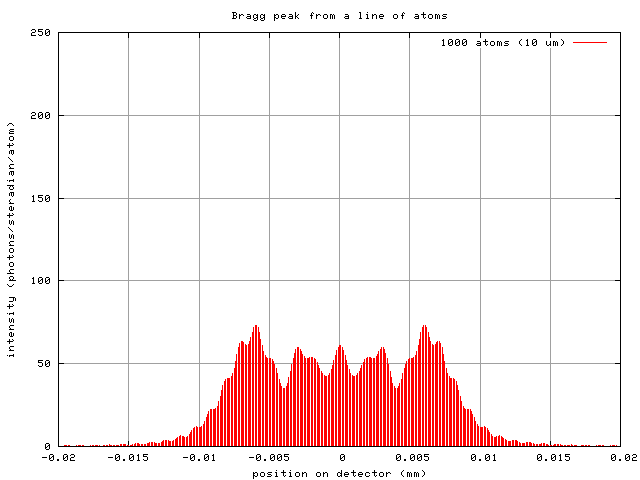 Bragg peak from a line of atoms
250
1000 atoms (10 um)
200
150
100
50
0
intensity (photons/steradian/atom)
-0.02 -0.015 -0.01 -0.005 0 0.005 0.01 0.015 0.02
position on detector (mm)